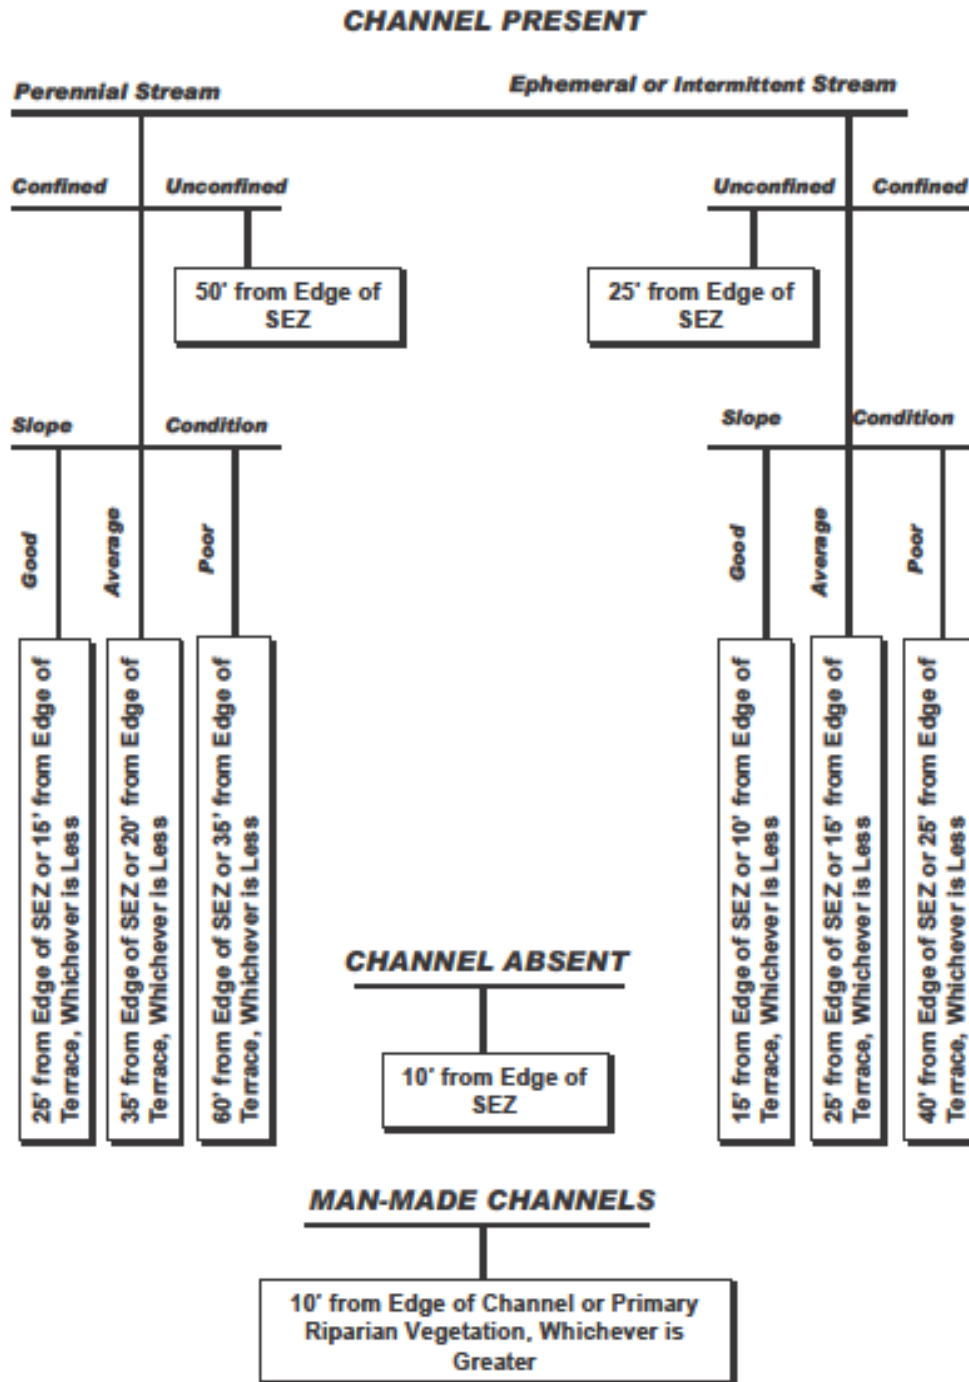 CHANNEL PRESENT
Perennial Stream
Ephemeral or Intermittent Stream
Confined
Unconfined
Unconfined
Confined
50' from Edge of
SEZ
25' from Edge of
SEZ
Slope
Condition
Slope
Condition
Good
Average
Poor
Good
Average
Poor
25' from Edge of SEZ or 15' from Edge of
Terrace, Whichever is Less
35' from Edge of SEZ or 20' from Edge of
Terrace, Whichever is Less
60' from Edge of SEZ or 35' from Edge of
Terrace, Whichever is Less
15' from Edge of SEZ or 10' from Edge of
Terrace, Whichever is Less
25' from Edge of SEZ or 15' from Edge of
Terrace, Whichever is Less
40' from Edge of SEZ or 25' from Edge of
Terrace, Whichever is Less
CHANNEL ABSENT
10' from Edge of
SEZ
MAN-MADE CHANNELS
10' from Edge of Channel or Primary
Riparian Vegetation, Whichever is
Greater